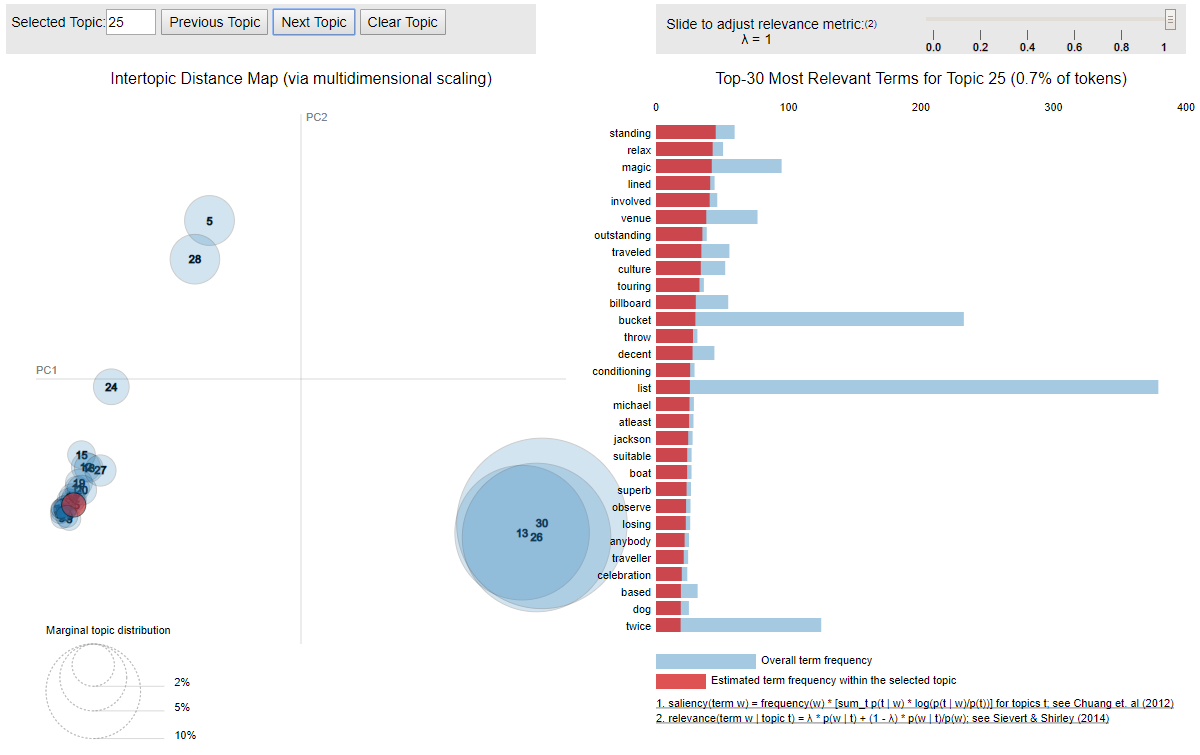 Selected Topic: 25 Previous Topic Next Topic Clear Topic
Slide to adjust relevance metric:(2)
λ = 1
0.0 0.2 0.4 0.6 0.8 1
Intertopic Distance Map (via multidimensional scaling)
PC2
PC1
5
28
24
15
27
30
13
26
Marginal topic distribution
2%
5%
10%
Top-30 Most Relevant Terms for Topic 25 (0.7% of tokens)
0 100 200 300 400
standing
relax
magic
lined
involved
venue
outstanding
traveled
culture
touring
billboard
bucket
throw
decent
conditioning
list
michael
atleast
jackson
suitable
boat
superb
observe
losing
anybody
traveller
celebration
based
dog
twice
Overall term frequency
Estimated term frequency within the selected topic
1. saliency(term w) = frequency(w) * [sum_t p(t | w) * log(p(t | w)/p(t))] for topics t; see Chuang et. al (2012)
2. relevance(term w | topic t) = λ * p(w | t) + (1 - λ) * p(w | t)/p(w); see Sievert & Shirley (2014)